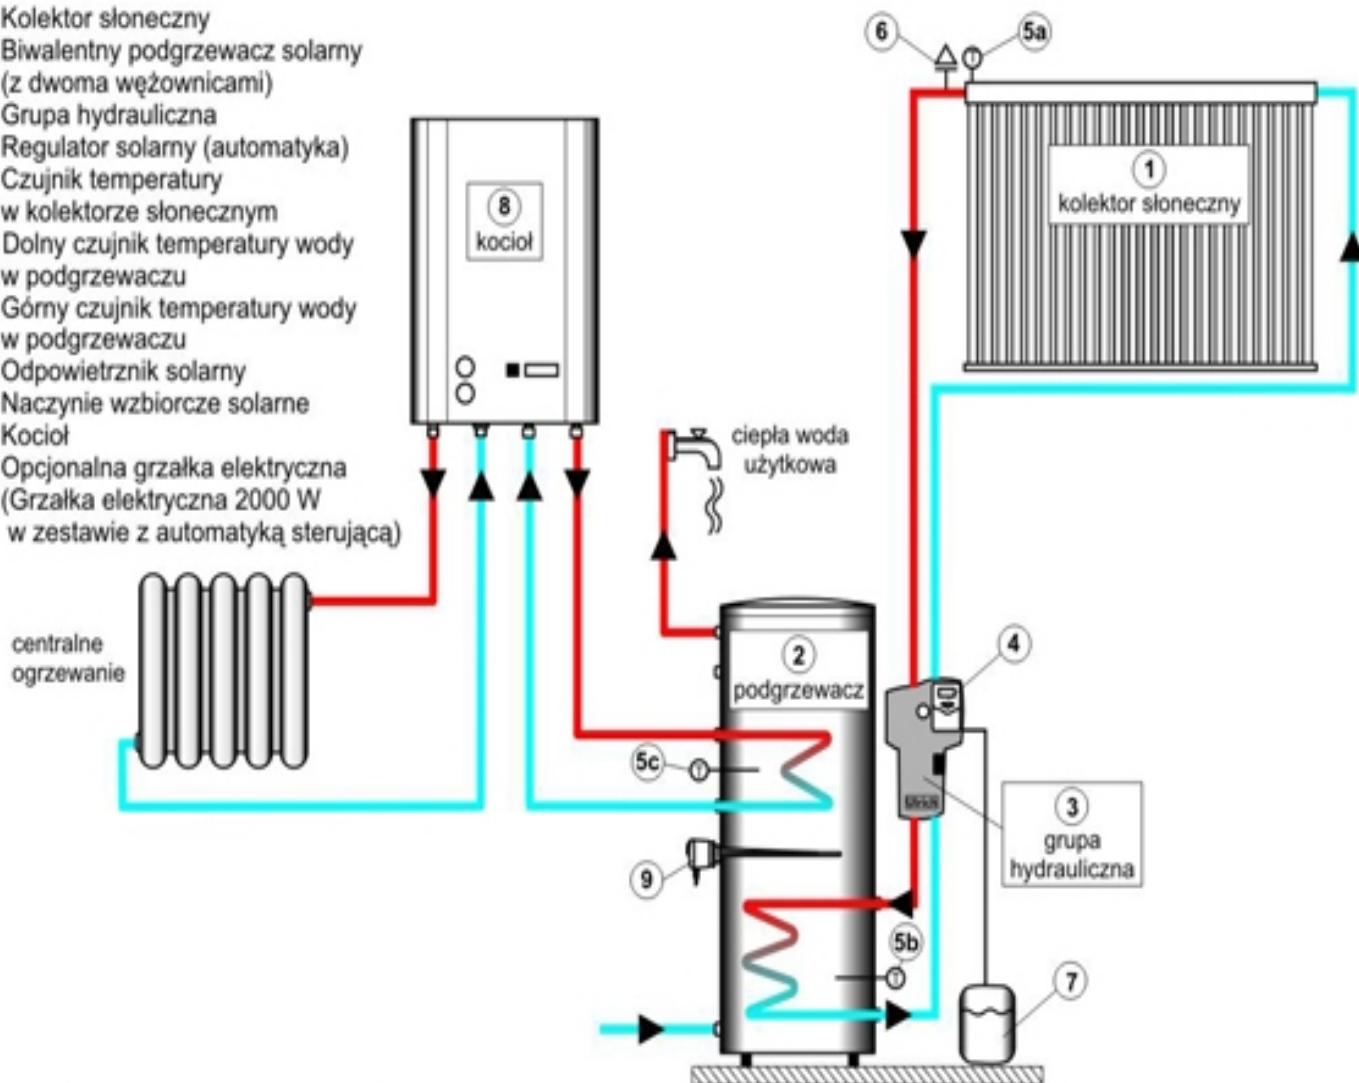 Kolektor słoneczny
Biwalentny podgrzewacz solarny
(z dwoma wężownicami)
Grupa hydrauliczna
Regulator solarny (automatyka)
Czujnik temperatury
w kolektorze słonecznym
Dolny czujnik temperatury wody
w podgrzewaczu
Górny czujnik temperatury wody
w podgrzewaczu
Odpowietrznik solarny
Naczynie wzbiorcze solarne
Kocioł
Opcjonalna grzałka elektryczna
(Grzałka elektryczna 2000 W
w zestawie z automatyką sterującą)
6
5a
T
1
kolektor słoneczny
8
kocioł
ciepła woda
użytkowa
centralne
ogrzewanie
2
podgrzewacz
4
5c
T
3
grupa
hydrauliczna
9
5b
T
7